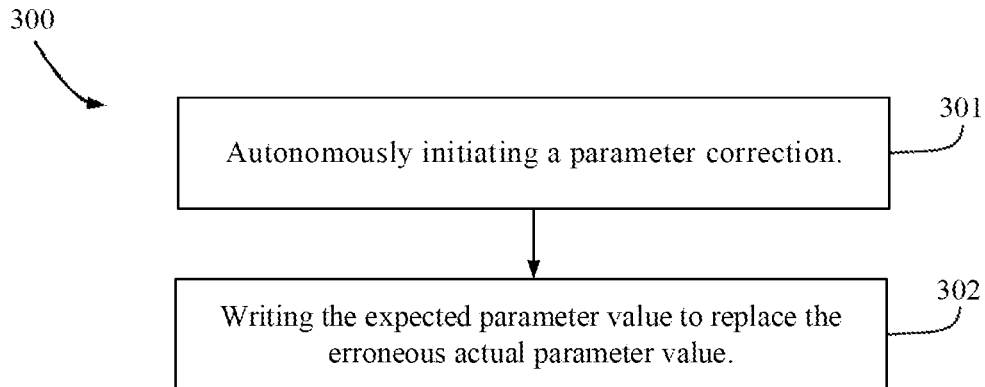 300
301
Autonomously initiating a parameter correction.
302
Writing the expected parameter value to replace the
erroneous actual parameter value.